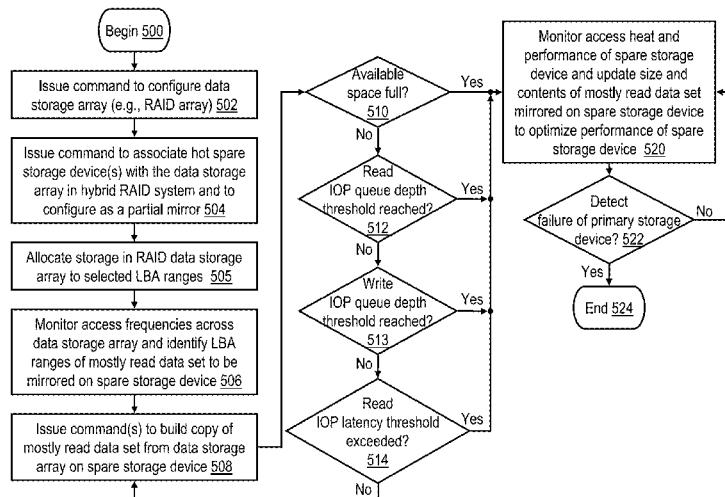 Begin 500
Issue command to configure data
storage array (e.g., RAID array) 502
Issue command to associate hot spare
storage device(s) with the data storage
array in hybrid RAID system and to
configure as a partial mirror 504
Allocate storage in RAID data storage
array to selected LBA ranges 505
Monitor access frequencies across
data storage array and identify LBA
ranges of mostly read data set to be
mirrored on spare storage device 506
Issue command(s) to build copy of
mostly read data set from data storage
array on spare storage device 508
Available
space full?
510
Yes
No
Read
IOP queue depth
threshold reached?
512
Yes
No
Write
IOP queue depth
threshold reached?
513
Yes
No
Read
IOP latency threshold
exceeded?
514
Yes
No
Monitor access heat and
performance of spare storage
device and update size and
contents of mostly read data set
mirrored on spare storage device
to optimize performance of spare
storage device 520
Detect
failure of primary storage
device? 522
No
Yes
End 524